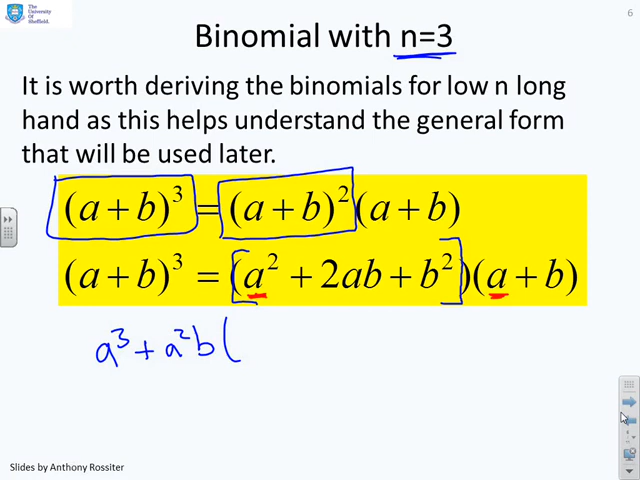 The University Of Sheffield.
6
Binomial with n=3
It is worth deriving the binomials for low n long
hand as this helps understand the general form
that will be used later.
(a + b)³ = (a + b)²(a + b)
(a + b)³ = (a² + 2ab + b²)(a + b)
a³ + a²b(
Slides by Anthony Rossiter